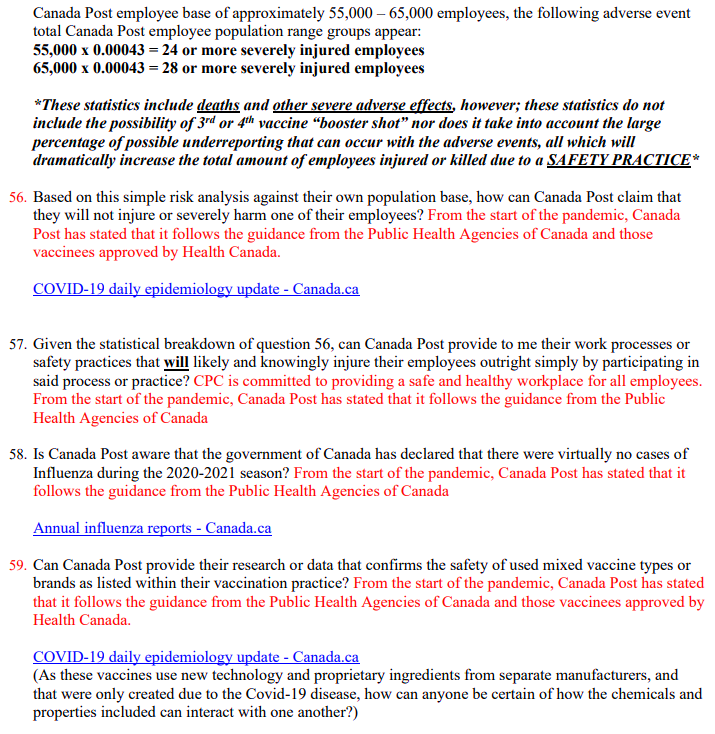 Canada Post employee base of approximately 55,000 – 65,000 employees, the following adverse event
total Canada Post employee population range groups appear:
55,000 x 0.00043 = 24 or more severely injured employees
65,000 x 0.00043 = 28 or more severely injured employees
*These statistics include deaths and other severe adverse effects, however; these statistics do not
include the possibility of 3rd or 4th vaccine “booster shot” nor does it take into account the large
percentage of possible underreporting that can occur with the adverse events, all which will
dramatically increase the total amount of employees injured or killed due to a SAFETY PRACTICE*
56. Based on this simple risk analysis against their own population base, how can Canada Post claim that
they will not injure or severely harm one of their employees? From the start of the pandemic, Canada
Post has stated that it follows the guidance from the Public Health Agencies of Canada and those
vaccinees approved by Health Canada.
COVID-19 daily epidemiology update - Canada.ca
57. Given the statistical breakdown of question 56, can Canada Post provide to me their work processes or
safety practices that will likely and knowingly injure their employees outright simply by participating in
said process or practice? CPC is committed to providing a safe and healthy workplace for all employees.
From the start of the pandemic, Canada Post has stated that it follows the guidance from the Public
Health Agencies of Canada
58. Is Canada Post aware that the government of Canada has declared that there were virtually no cases of
Influenza during the 2020-2021 season? From the start of the pandemic, Canada Post has stated that it
follows the guidance from the Public Health Agencies of Canada
Annual influenza reports - Canada.ca
59. Can Canada Post provide their research or data that confirms the safety of used mixed vaccine types or
brands as listed within their vaccination practice? From the start of the pandemic, Canada Post has stated
that it follows the guidance from the Public Health Agencies of Canada and those vaccinees approved by
Health Canada.
COVID-19 daily epidemiology update - Canada.ca
(As these vaccines use new technology and proprietary ingredients from separate manufacturers, and
that were only created due to the Covid-19 disease, how can anyone be certain of how the chemicals and
properties included can interact with one another?)